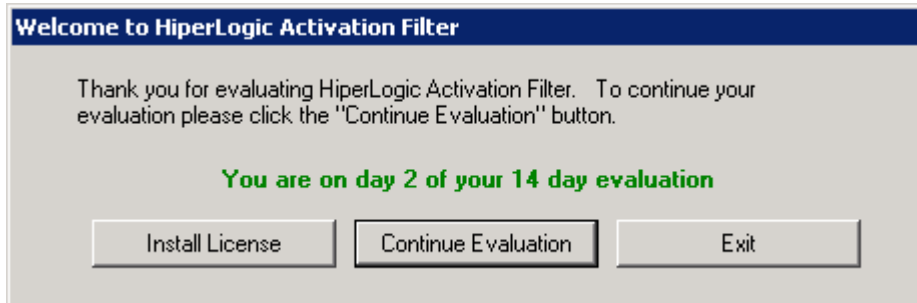 Welcome to HiperLogic Activation Filter
Thank you for evaluating HiperLogic Activation Filter. To continue your
evaluation please click the "Continue Evaluation" button.
You are on day 2 of your 14 day evaluation
Install License Continue Evaluation Exit